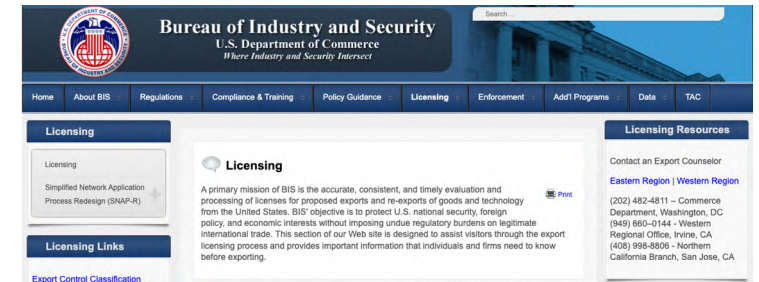 DEPARTMENT OF COMMERCE
BUREAU OF INDUSTRY AND SECURITY
Bureau of Industry and Security
U.S. Department of Commerce
Where Industry and Security Intersect
Search ...
Home About BIS Regulations Compliance & Training Policy Guidance Licensing Enforcement Add'l Programs Data TAC
Licensing
Licensing
Simplified Network Application
Process Redesign (SNAP-R)
Licensing Links
Export Control Classification
Licensing
Print
A primary mission of BIS is the accurate, consistent, and timely evaluation and
processing of licenses for proposed exports and re-exports of goods and technology
from the United States. BIS' objective is to protect U.S. national security, foreign
policy, and economic interests without imposing undue regulatory burdens on legitimate
international trade. This section of our Web site is designed to assist visitors through the export
licensing process and provides important information that individuals and firms need to know
before exporting.
Licensing Resources
Contact an Export Counselor
Eastern Region | Western Region
(202) 482-4811 – Commerce
Department, Washington, DC
(949) 660–0144 - Western
Regional Office, Irvine, CA
(408) 998-8806 - Northern
California Branch, San Jose, CA